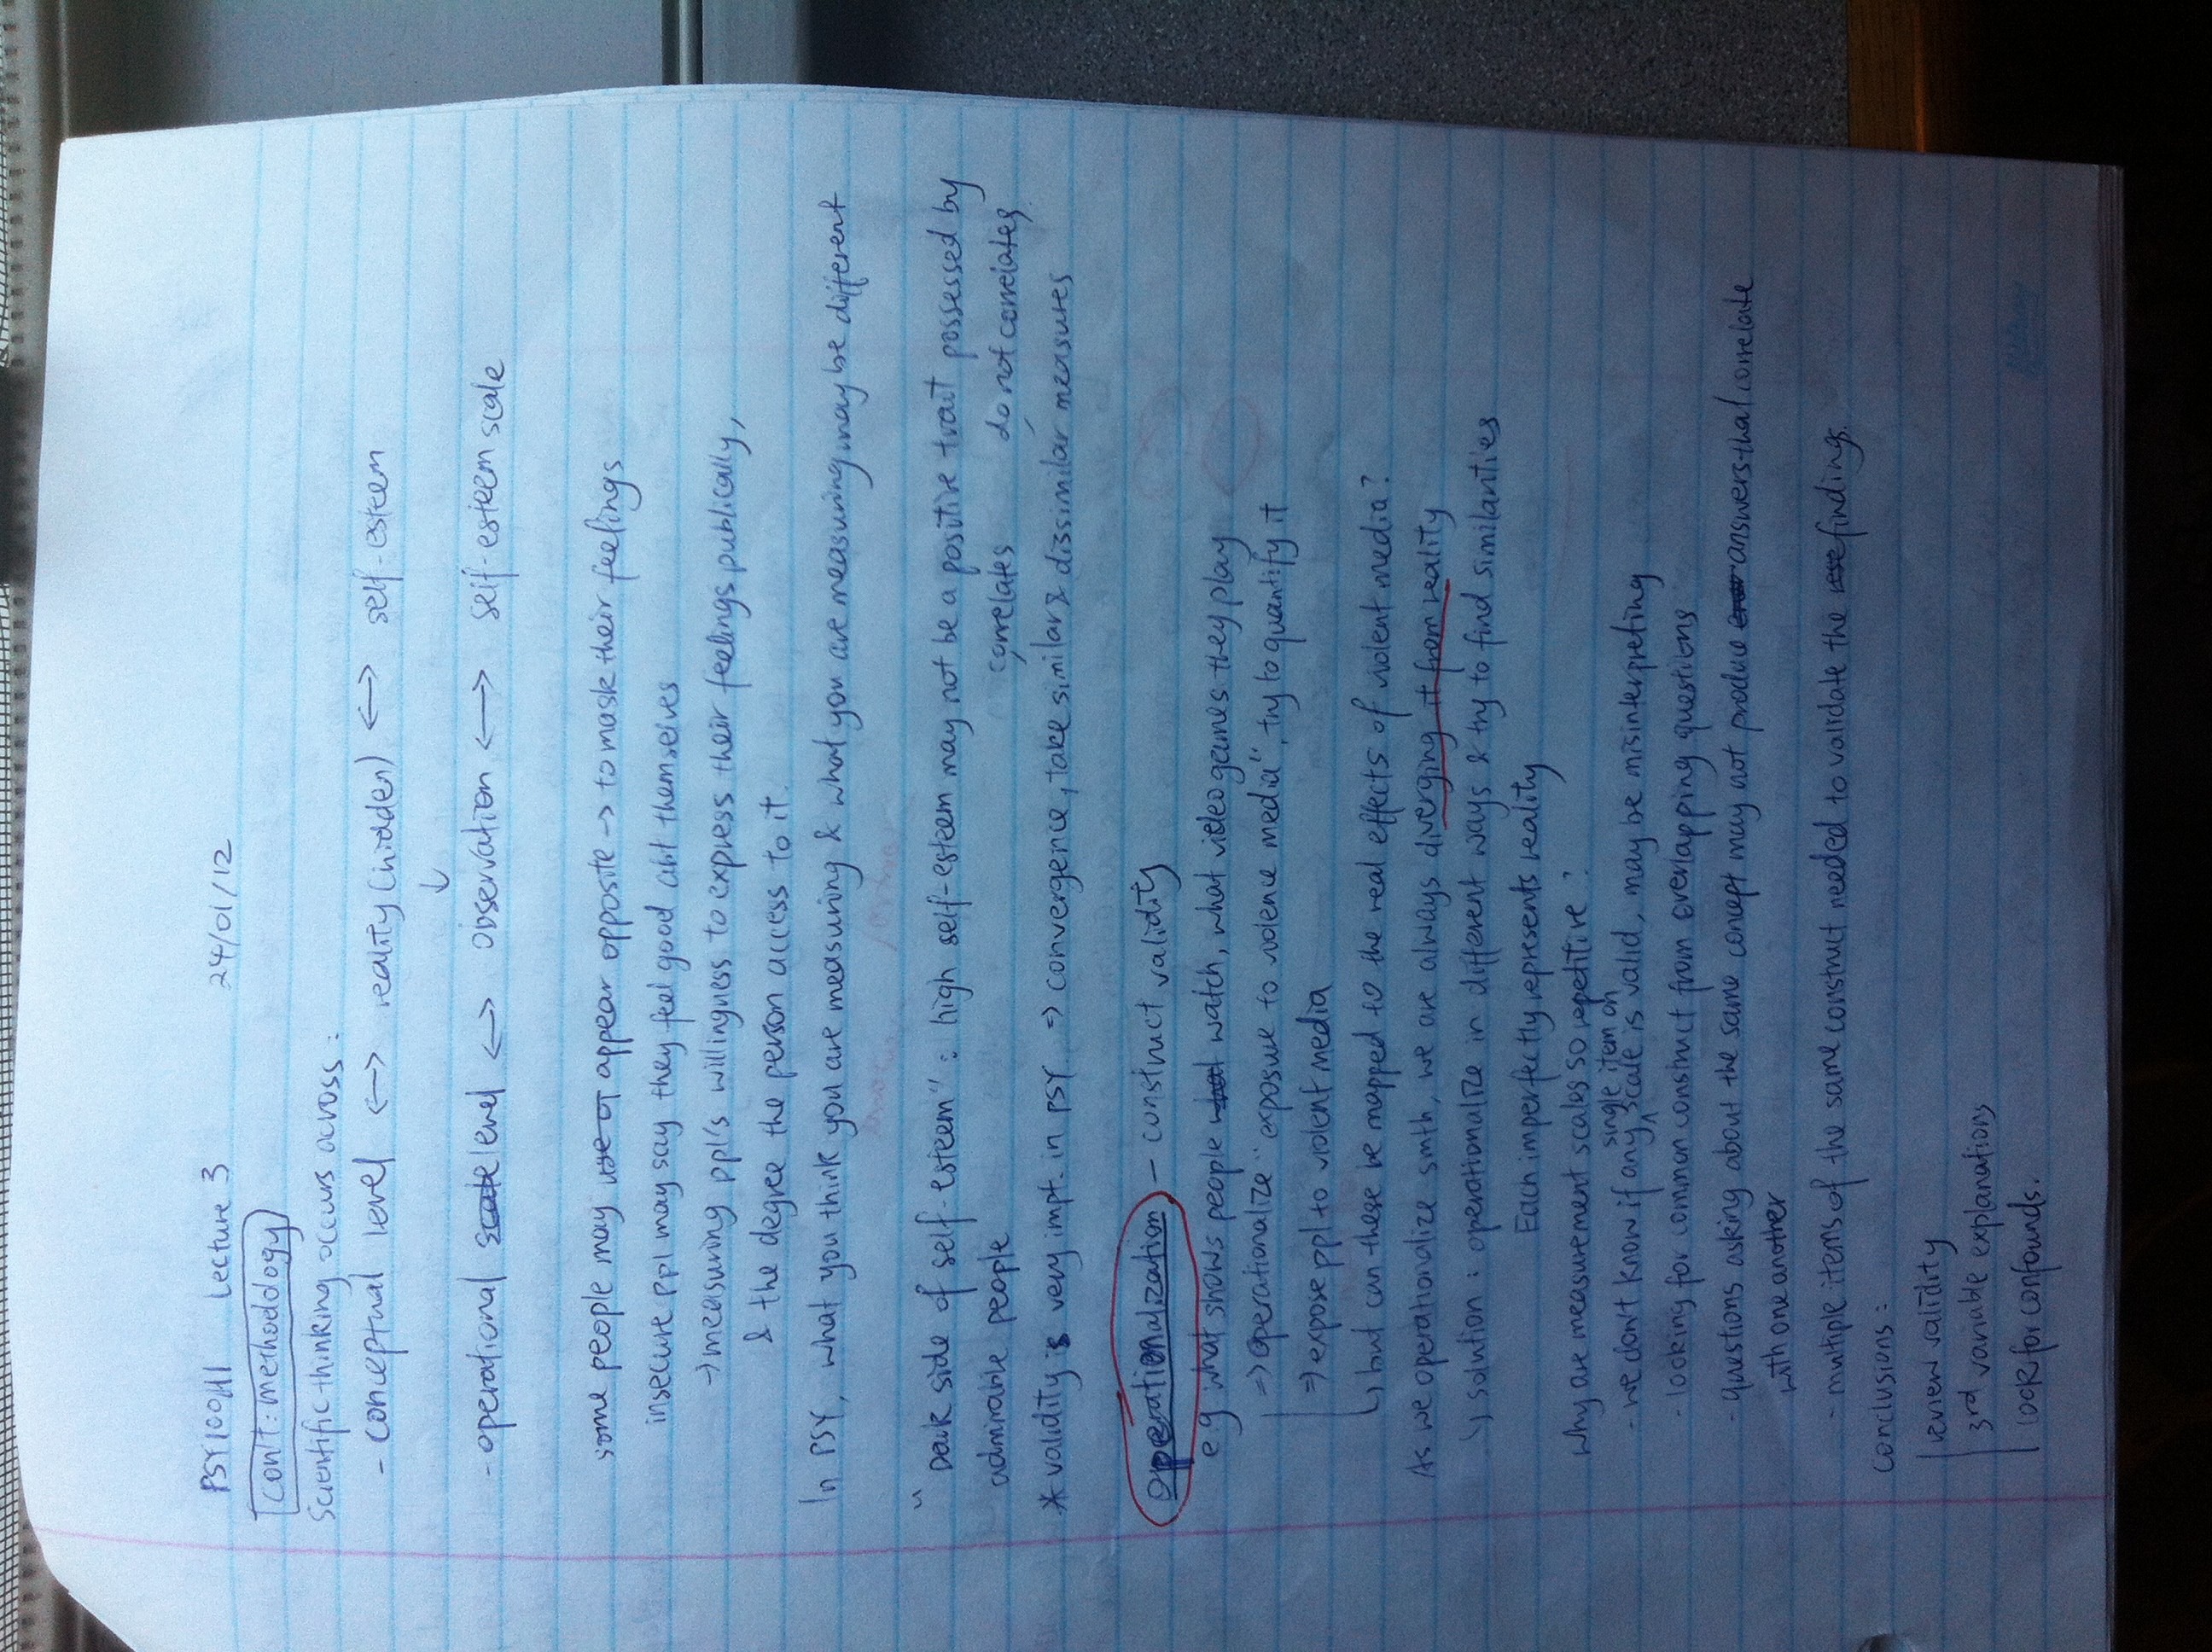 PSY100H1 Lecture 3 24/01/12
con't: methodology
Scientific thinking occurs across:
- conceptual level <-> reality (hidden) <-> self-esteem
↓
- operational scale level <-> observation <-> self-esteem scale
some people may appear opposite -> to mask their feelings
insecure ppl may say they feel good abt themselves
-> measuring ppl's willingness to express their feelings publically,
& the degree the person access to it.
In PSY, what you think you are measuring & what you are measuring may be different
"Dark side of self-esteem": high self-esteem may not be a positive trait possessed by
admirable people
correlates do not correlates
* validity is very impt. in PSY => convergence, take similar & dissimilar measures
Operationalization - construct validity
e.g what shows people watch, what video games they play
=> operationalize "exposure to violence media", try to quantify it
=> expose ppl to violent media
↳ but can these be mapped to the real effects of violent media?
As we operationalize smth, we are always diverging it from reality
↳ solution: operationalize in different ways & try to find similarities
Each imperfectly represents reality
Why are measurement scales so repetitive?
single item on
- we don't know if any ^ scale is valid, may be misinterpreting
- looking for common construct from overlapping questions
- questions asking about the same concept may not produce answers that correlate
with one another
- multiple items of the same construct needed to validate the findings.
conclusions:
review validity
3rd variable explanations
look for confounds.